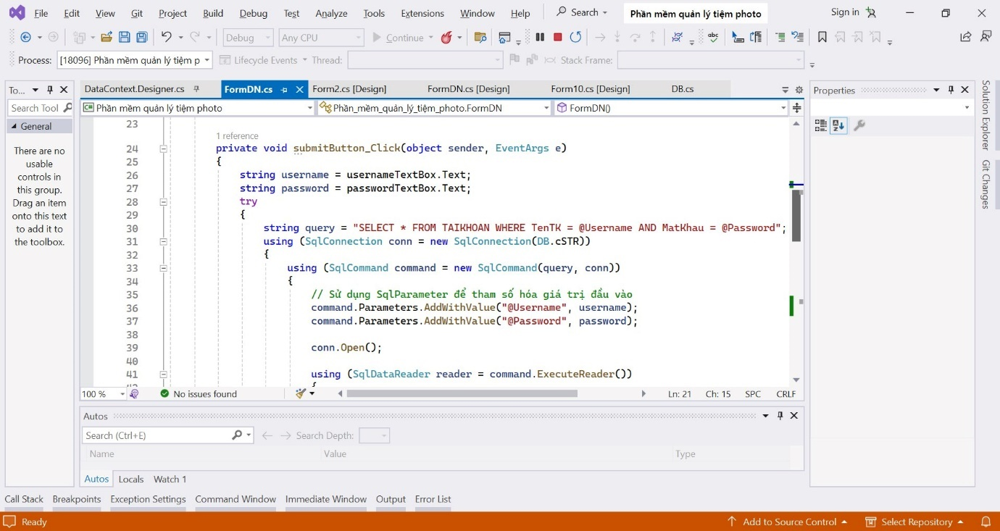 File Edit View Git Project Build Debug Test Analyze Tools Extensions Window Help Search Phần mềm quản lý tiệm photo Sign in
Debug Any CPU Continue
Process: [18096] Phần mềm quản lý tiệm p Lifecycle Events Thread: Stack Frame:
To...
Search Tool
General
There are no
usable
controls in
this group.
Drag an item
onto this text
to add it to
the toolbox.
DataContext.Designer.cs FormDN.cs Form2.cs [Design] FormDN.cs [Design] Form10.cs [Design] DB.cs
Phần mềm quản lý tiệm photo Phần_mềm_quản_lý_tiệm_photo.FormDN FormDN()
23
1 reference
24 private void submitButton_Click(object sender, EventArgs e)
25 {
26 string username = usernameTextBox.Text;
27 string password = passwordTextBox.Text;
28 try
29 {
30 string query = "SELECT * FROM TAIKHOAN WHERE TenTK = @Username AND MatKhau = @Password";
31 using (SqlConnection conn = new SqlConnection(DB.cSTR))
32 {
33 using (SqlCommand command = new SqlCommand(query, conn))
34 {
35 // Sử dụng SqlParameter để tham số hóa giá trị đầu vào
36 command.Parameters.AddWithValue("@Username", username);
37 command.Parameters.AddWithValue("@Password", password);
38
39 conn.Open();
40
41 using (SqlDataReader reader = command.ExecuteReader())
{
100 % No issues found Ln: 21 Ch: 15 SPC CRLF
Autos
Search (Ctrl+E) Search Depth:
Name Value Type
Autos Locals Watch 1
Call Stack Breakpoints Exception Settings Command Window Immediate Window Output Error List
Ready Add to Source Control Select Repository
Properties
Solution Explorer
Git Changes